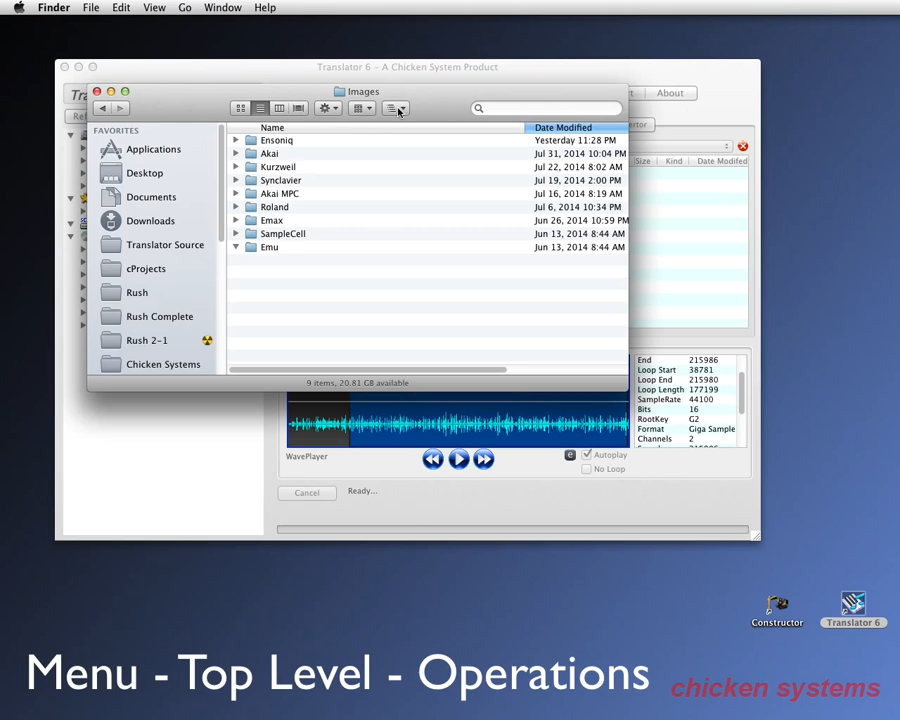 Finder File Edit View Go Window Help
Translator 6 – A Chicken System Product
About
Images
FAVORITES
Applications
Desktop
Documents
Downloads
Translator Source
cProjects
Rush
Rush Complete
Rush 2-1
Chicken Systems
Name Date Modified
Ensoniq Yesterday 11:28 PM
Akai Jul 31, 2014 10:04 PM
Kurzweil Jul 22, 2014 8:02 AM
Synclavier Jul 19, 2014 2:00 PM
Akai MPC Jul 16, 2014 8:19 AM
Roland Jul 6, 2014 10:34 PM
Emax Jun 26, 2014 10:59 PM
SampleCell Jun 13, 2014 8:44 AM
Emu Jun 13, 2014 8:44 AM
9 items, 20.81 GB available
Size Kind Date Modifed
End 215986
Loop Start 38781
Loop End 215980
Loop Length 177199
SampleRate 44100
Bits 16
RootKey G2
Format Giga Sample
Channels 2
WavePlayer
e
Autoplay
No Loop
Cancel Ready...
Constructor
Translator 6
Menu - Top Level - Operations
chicken systems